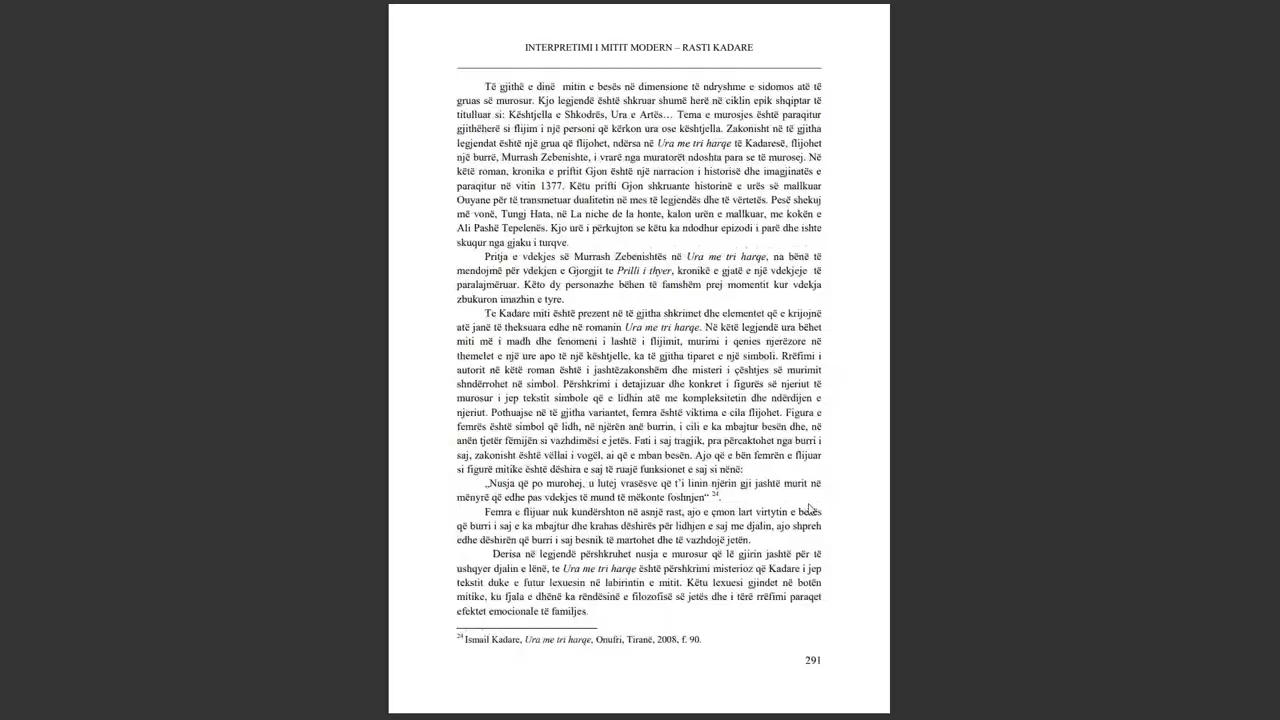 INTERPRETIMI I MITIT MODERN – RASTI KADARE
Të gjithë e dinë mitin e besës në dimensione të ndryshme e sidomos atë të
gruas së murosur. Kjo legjendë është shkruar shumë herë në ciklin epik shqiptar të
titulluar si: Kështjella e Shkodrës, Ura e Artës… Tema e murosjes është paraqitur
gjithëherë si flijim i një personi që kërkon ura ose kështjella. Zakonisht në të gjitha
legjendat është një grua që flijohet, ndërsa në Ura me tri harqe të Kadaresë, flijohet
një burrë, Murrash Zebenishte, i vrarë nga muratorët ndoshta para se të murosej. Në
këtë roman, kronika e priftit Gjon është një narracion i historisë dhe imagjinatës e
paraqitur në vitin 1377. Këtu prifti Gjon shkruante historinë e urës së mallkuar
Ouyane për të transmetuar dualitetin në mes të legjendës dhe të vërtetës. Pesë shekuj
më vonë, Tungj Hata, në La niche de la honte, kalon urën e mallkuar, me kokën e
Ali Pashë Tepelenës. Kjo urë i përkujton se këtu ka ndodhur epizodi i parë dhe ishte
skuqur nga gjaku i turqve.
Pritja e vdekjes së Murrash Zebenishtës në Ura me tri harqe, na bënë të
mendojmë për vdekjen e Gjorgjit te Prilli i thyer, kronikë e gjatë e një vdekjeje të
paralajmëruar. Këto dy personazhe bëhen të famshëm prej momentit kur vdekja
zbukuron imazhin e tyre.
Te Kadare miti është prezent në të gjitha shkrimet dhe elementet që e krijojnë
atë janë të theksuara edhe në romanin Ura me tri harqe. Në këtë legjendë ura bëhet
miti më i madh dhe fenomeni i lashtë i flijimit, murimi i qenies njerëzore në
themelet e një ure apo të një kështjelle, ka të gjitha tiparet e një simboli. Rrëfimi i
autorit në këtë roman është i jashtëzakonshëm dhe misteri i çështjes së murimit
shndërrohet në simbol. Përshkrimi i detajizuar dhe konkret i figurës së njeriut të
murosur i jep tekstit simbole që e lidhin atë me kompleksitetin dhe ndërdijen e
njeriut. Pothuajse në të gjitha variantet, femra është viktima e cila flijohet. Figura e
femrës është simbol që lidh, në njërën anë burrin, i cili e ka mbajtur besën dhe, në
anën tjetër fëmijën si vazhdimësi e jetës. Fati i saj tragjik, pra përcaktohet nga burri i
saj, zakonisht është vëllai i vogël, ai që e mban besën. Ajo që e bën femrën e flijuar
si figurë mitike është dëshira e saj të ruajë funksionet e saj si nënë:
„Nusja që po murohej, u lutej vrasësve që t’i linin njërin gji jashtë murit në
mënyrë që edhe pas vdekjes të mund të mëkonte foshnjen“ 24.
Femra e flijuar nuk kundërshton në asnjë rast, ajo e çmon lart virtytin e besës
që burri i saj e ka mbajtur dhe krahas dëshirës për lidhjen e saj me djalin, ajo shpreh
edhe dëshirën që burri i saj besnik të martohet dhe të vazhdojë jetën.
Derisa në legjendë përshkruhet nusja e murosur që lë gjirin jashtë për të
ushqyer djalin e lënë, te Ura me tri harqe është përshkrimi misterioz që Kadare i jep
tekstit duke e futur lexuesin në labirintin e mitit. Këtu lexuesi gjindet në botën
mitike, ku fjala e dhënë ka rëndësinë e filozofisë së jetës dhe i tërë rrëfimi paraqet
efektet emocionale të familjes.
24 Ismail Kadare, Ura me tri harqe, Onufri, Tiranë, 2008, f. 90.
291